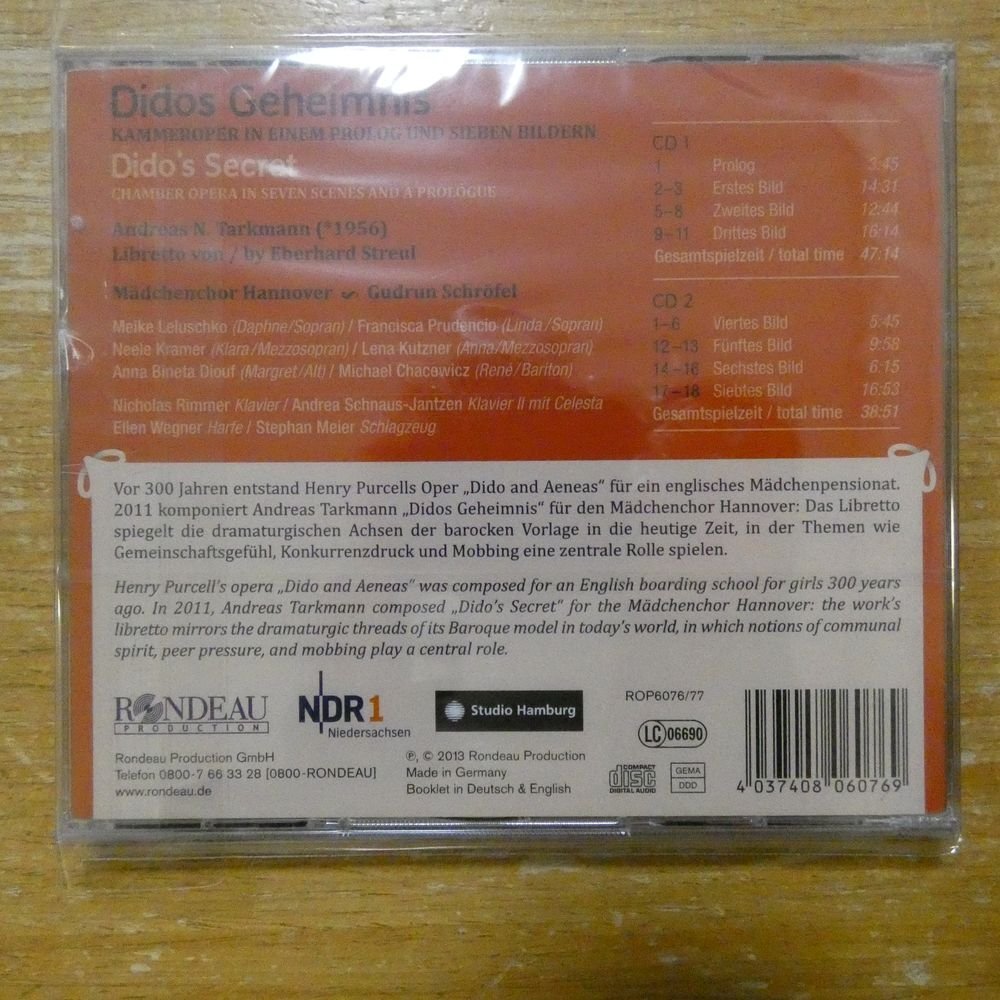 Didos Geheimnis
KAMMEROPER IN EINEM PROLOG UND SIEBEN BILDERN
Dido's Secret
CHAMBER OPERA IN SEVEN SCENES AND A PROLOGUE
Andreas N. Tarkmann (*1956)
Libretto von / by Eberhard Streul
Mädchenchor Hannover ~ Gudrun Schröfel
Meike Leluschko (Daphne/Sopran) / Francisca Prudencio (Linda/Sopran)
Neele Kramer (Klara/Mezzosopran) / Lena Kutzner (Anna/Mezzosopran)
Anna Bineta Diouf (Margret/Alt) / Michael Chacewicz (René/Bariton)
Nicholas Rimmer Klavier / Andrea Schnaus-Jantzen Klavier II mit Celesta
Ellen Wegner Harfe / Stephan Meier Schlagzeug
CD 1
1 Prolog 3:45
2–3 Erstes Bild 14:31
5–8 Zweites Bild 12:44
9–11 Drittes Bild 16:14
Gesamtspielzeit / total time 47:14
CD 2
1–6 Viertes Bild 5:45
12–13 Fünftes Bild 9:58
14–16 Sechstes Bild 6:15
17–18 Siebtes Bild 16:53
Gesamtspielzeit / total time 38:51
Vor 300 Jahren entstand Henry Purcells Oper „Dido and Aeneas“ für ein englisches Mädchenpensionat.
2011 komponiert Andreas Tarkmann „Didos Geheimnis“ für den Mädchenchor Hannover: Das Libretto
spiegelt die dramaturgischen Achsen der barocken Vorlage in die heutige Zeit, in der Themen wie
Gemeinschaftsgefühl, Konkurrenzdruck und Mobbing eine zentrale Rolle spielen.
Henry Purcell's opera „Dido and Aeneas“ was composed for an English boarding school for girls 300 years
ago. In 2011, Andreas Tarkmann composed „Dido's Secret“ for the Mädchenchor Hannover: the work's
libretto mirrors the dramaturgic threads of its Baroque model in today's world, in which notions of communal
spirit, peer pressure, and mobbing play a central role.
RONDEAU
PRODUCTION
NDR 1
Niedersachsen
Studio Hamburg
ROP6076/77
LC 06690
Rondeau Production GmbH
Telefon 0800-7 66 33 28 [0800-RONDEAU]
www.rondeau.de
℗, © 2013 Rondeau Production
Made in Germany
Booklet in Deutsch & English
COMPACT
disc
DIGITAL AUDIO
GEMA
DDD
4 037408 060769